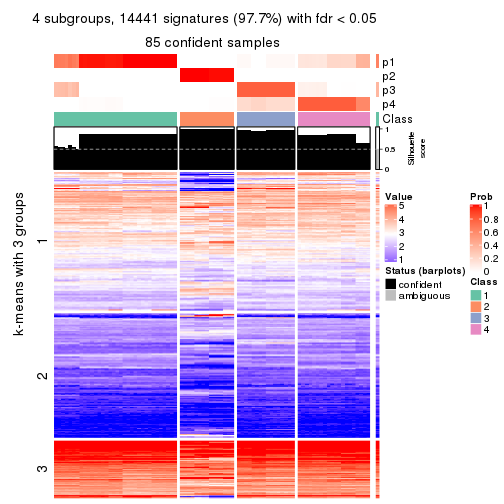 4 subgroups, 14441 signatures (97.7%) with fdr < 0.05
85 confident samples
p1
p2
p3
p4
Class
1
0.5
0
Silhouette
score
k-means with 3 groups
1
2
3
Value
5
4
3
2
1
Status (barplots)
confident
ambiguous
Prob
1
0.8
0.6
0.4
0.2
0
Class
1
2
3
4